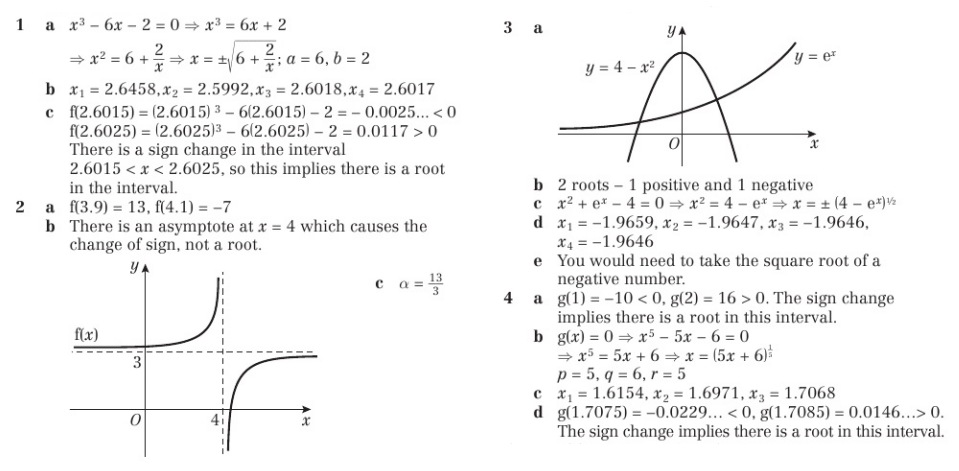 1 a x³ − 6x − 2 = 0 ⇒ x³ = 6x + 2
⇒ x² = 6 + 2/x ⇒ x = ±√(6 + 2/x); a = 6, b = 2
b x₁ = 2.6458, x₂ = 2.5992, x₃ = 2.6018, x₄ = 2.6017
c f(2.6015) = (2.6015) ³ − 6(2.6015) − 2 = − 0.0025... < 0
f(2.6025) = (2.6025)³ − 6(2.6025) − 2 = 0.0117 > 0
There is a sign change in the interval
2.6015 < x < 2.6025, so this implies there is a root
in the interval.
2 a f(3.9) = 13, f(4.1) = −7
b There is an asymptote at x = 4 which causes the
change of sign, not a root.
y
f(x)
3
O
4
x
c α = 13/3
3 a
y
y = 4 − x²
y = eˣ
O
x
b 2 roots – 1 positive and 1 negative
c x² + eˣ − 4 = 0 ⇒ x² = 4 − eˣ ⇒ x = ± (4 − eˣ)^½
d x₁ = −1.9659, x₂ = −1.9647, x₃ = −1.9646,
x₄ = −1.9646
e You would need to take the square root of a
negative number.
4 a g(1) = −10 < 0, g(2) = 16 > 0. The sign change
implies there is a root in this interval.
b g(x) = 0 ⇒ x⁵ − 5x − 6 = 0
⇒ x⁵ = 5x + 6 ⇒ x = (5x + 6)^(1/5)
p = 5, q = 6, r = 5
c x₁ = 1.6154, x₂ = 1.6971, x₃ = 1.7068
d g(1.7075) = −0.0229... < 0, g(1.7085) = 0.0146...> 0.
The sign change implies there is a root in this interval.